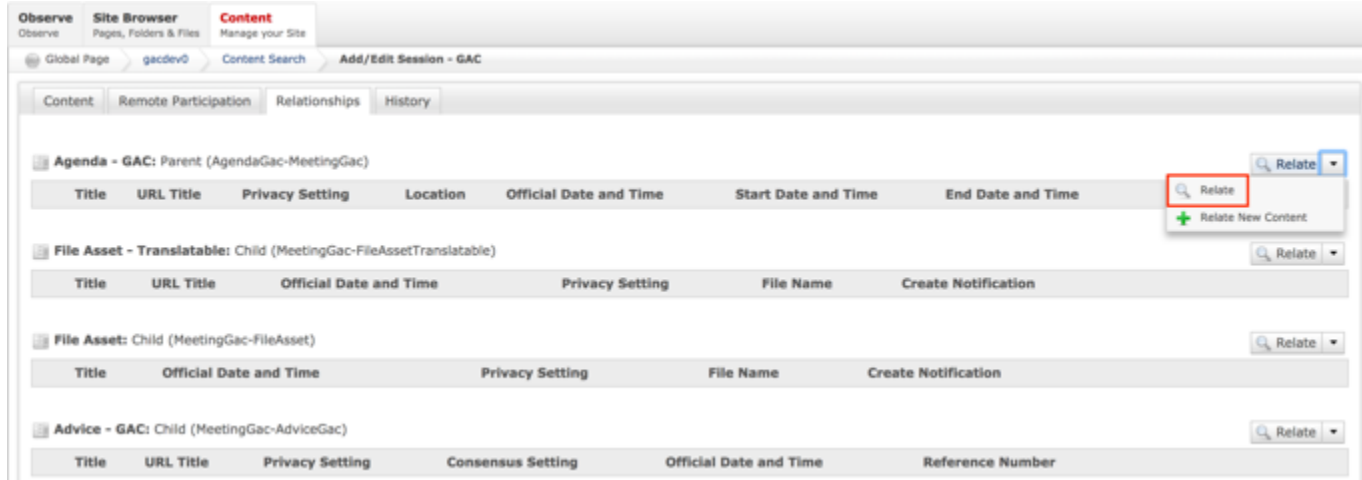 Observe Site Browser Content
Observe Pages, Folders & Files Manage your Site
Global Page gacdev0 Content Search Add/Edit Session - GAC
Content Remote Participation Relationships History
Agenda - GAC: Parent (AgendaGac-MeetingGac) Relate
Title URL Title Privacy Setting Location Official Date and Time Start Date and Time End Date and Time
Relate
Relate New Content
File Asset - Translatable: Child (MeetingGac-FileAssetTranslatable) Relate
Title URL Title Official Date and Time Privacy Setting File Name Create Notification
File Asset: Child (MeetingGac-FileAsset) Relate
Title Official Date and Time Privacy Setting File Name Create Notification
Advice - GAC: Child (MeetingGac-AdviceGac) Relate
Title URL Title Privacy Setting Consensus Setting Official Date and Time Reference Number